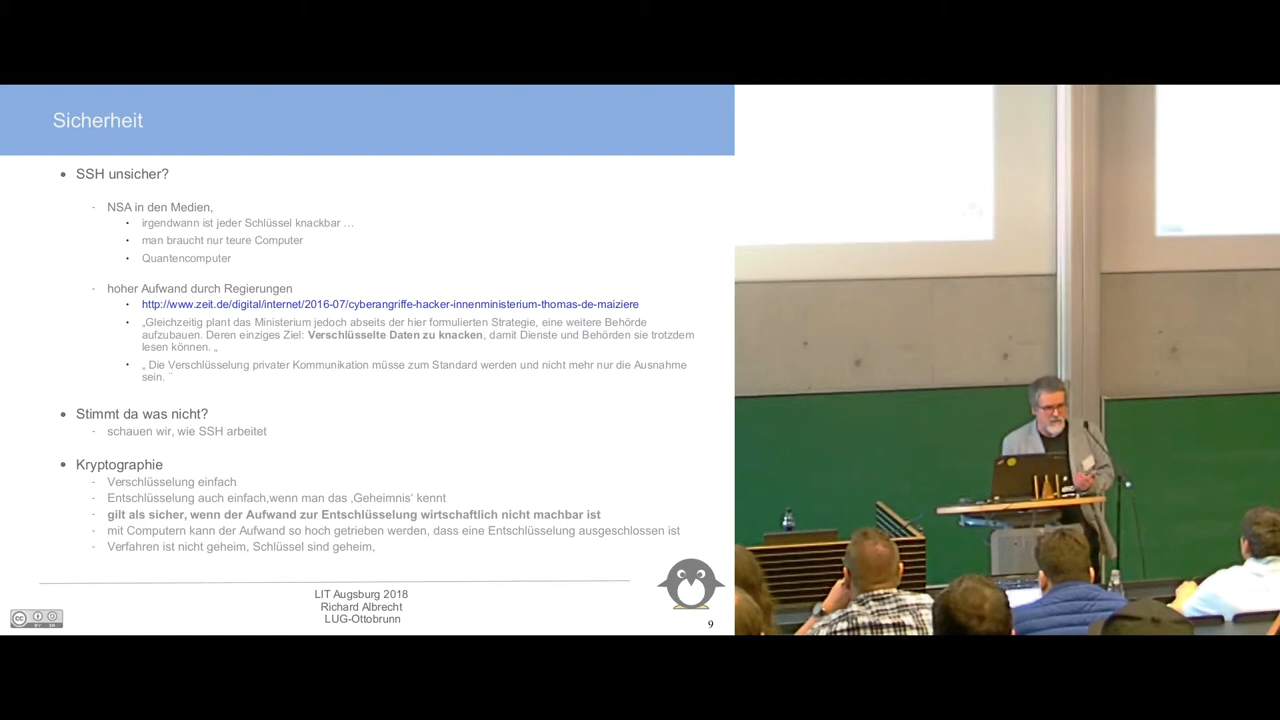 Sicherheit
SSH unsicher?
- NSA in den Medien,
irgendwann ist jeder Schlüssel knackbar …
man braucht nur teure Computer
Quantencomputer
- hoher Aufwand durch Regierungen
http://www.zeit.de/digital/internet/2016-07/cyberangriffe-hacker-innenministerium-thomas-de-maiziere
„Gleichzeitig plant das Ministerium jedoch abseits der hier formulierten Strategie, eine weitere Behörde
aufzubauen. Deren einziges Ziel: Verschlüsselte Daten zu knacken, damit Dienste und Behörden sie trotzdem
lesen können. „
„ Die Verschlüsselung privater Kommunikation müsse zum Standard werden und nicht mehr nur die Ausnahme
sein. ¨
Stimmt da was nicht?
- schauen wir, wie SSH arbeitet
Kryptographie
- Verschlüsselung einfach
- Entschlüsselung auch einfach,wenn man das ‚Geheimnis‘ kennt
- gilt als sicher, wenn der Aufwand zur Entschlüsselung wirtschaftlich nicht machbar ist
- mit Computern kann der Aufwand so hoch getrieben werden, dass eine Entschlüsselung ausgeschlossen ist
- Verfahren ist nicht geheim, Schlüssel sind geheim,
LIT Augsburg 2018
Richard Albrecht
LUG-Ottobrunn
9
cc
BY SA